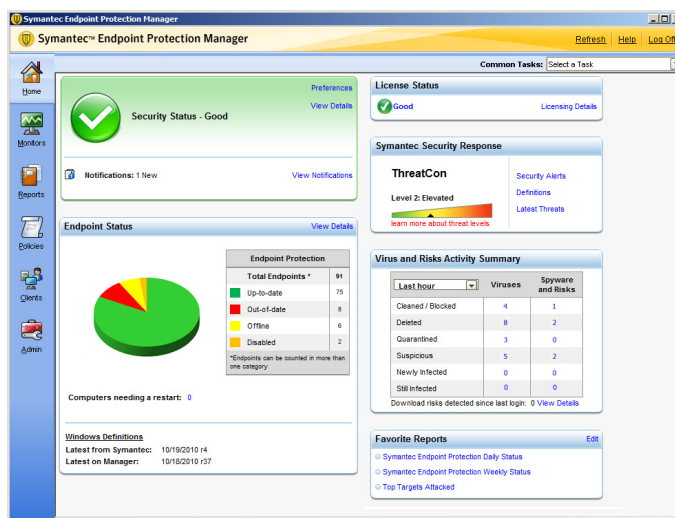 Symantec Endpoint Protection Manager
Symantec™ Endpoint Protection Manager
Refresh Help Log Off
Common Tasks: Select a Task
Home
Monitors
Reports
Policies
Clients
Admin
Preferences
View Details
Security Status - Good
Notifications: 1 New
View Notifications
Endpoint Status
View Details
Endpoint Protection
Total Endpoints * 91
Up-to-date 75
Out-of-date 8
Offline 6
Disabled 2
*Endpoints can be counted in more than
one category
Computers needing a restart: 0
Windows Definitions
Latest from Symantec: 10/19/2010 r4
Latest on Manager: 10/18/2010 r37
License Status
Good
Licensing Details
Symantec Security Response
ThreatCon
Level 2: Elevated
learn more about threat levels
Security Alerts
Definitions
Latest Threats
Virus and Risks Activity Summary
Last hour Viruses Spyware
and Risks
Cleaned / Blocked 4 1
Deleted 8 2
Quarantined 3 0
Suspicious 5 2
Newly Infected 0 0
Still Infected 0 0
Download risks detected since last login: 0 View Details
Favorite Reports
Edit
Symantec Endpoint Protection Daily Status
Symantec Endpoint Protection Weekly Status
Top Targets Attacked